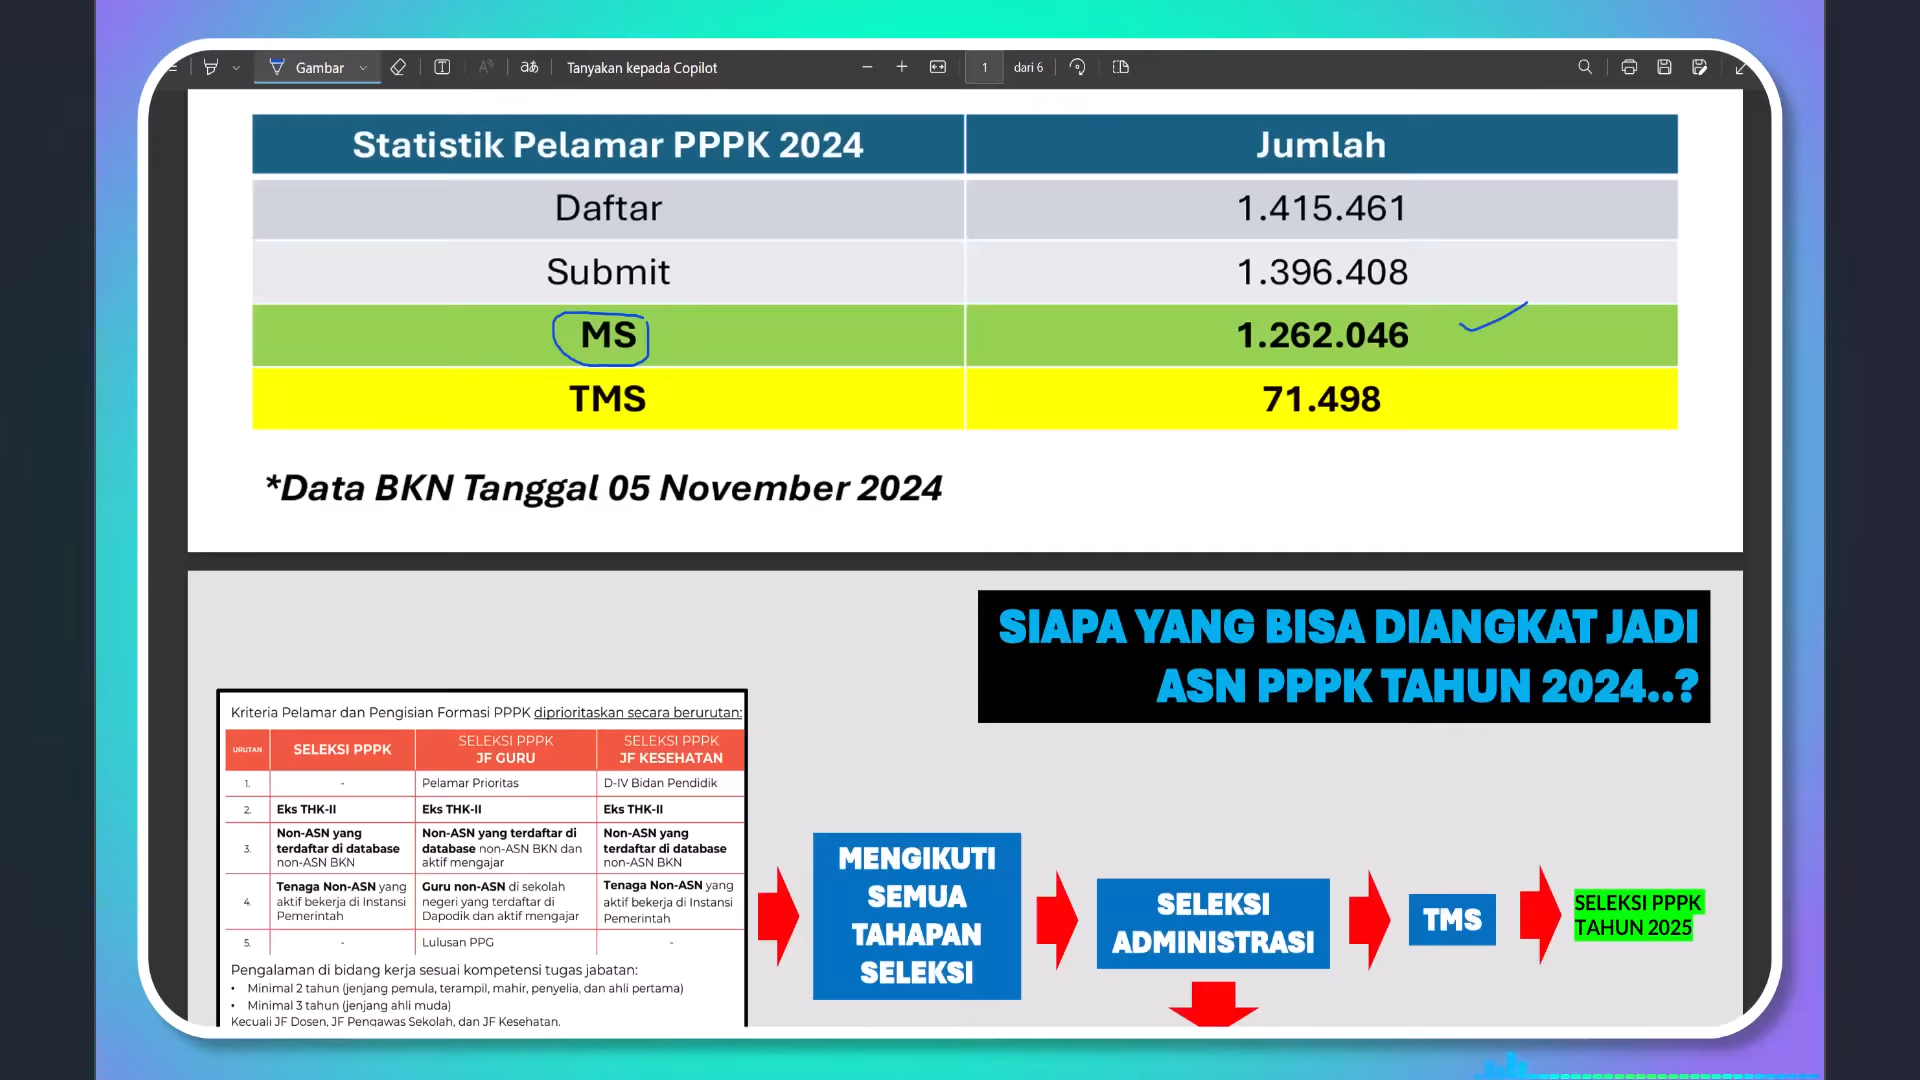 Gambar
aあ
Tanyakan kepada Copilot
1
dari 6
Statistik Pelamar PPPK 2024
Jumlah
Daftar
1.415.461
Submit
1.396.408
MS
1.262.046
TMS
71.498
*Data BKN Tanggal 05 November 2024
SIAPA YANG BISA DIANGKAT JADI
ASN PPPK TAHUN 2024..?
Kriteria Pelamar dan Pengisian Formasi PPPK diprioritaskan secara berurutan:
URUTAN
SELEKSI PPPK
SELEKSI PPPK
JF GURU
SELEKSI PPPK
JF KESEHATAN
1.
-
Pelamar Prioritas
D-IV Bidan Pendidik
2.
Eks THK-II
Eks THK-II
Eks THK-II
3.
Non-ASN yang
terdaftar di database
non-ASN BKN
Non-ASN yang terdaftar di
database non-ASN BKN dan
aktif mengajar
Non-ASN yang
terdaftar di database
non-ASN BKN
4.
Tenaga Non-ASN yang
aktif bekerja di Instansi
Pemerintah
Guru non-ASN di sekolah
negeri yang terdaftar di
Dapodik dan aktif mengajar
Tenaga Non-ASN yang
aktif bekerja di Instansi
Pemerintah
5.
-
Lulusan PPG
-
Pengalaman di bidang kerja sesuai kompetensi tugas jabatan:
• Minimal 2 tahun (jenjang pemula, terampil, mahir, penyelia, dan ahli pertama)
• Minimal 3 tahun (jenjang ahli muda)
Kecuali JF Dosen, JF Pengawas Sekolah, dan JF Kesehatan.
MENGIKUTI
SEMUA
TAHAPAN
SELEKSI
SELEKSI
ADMINISTRASI
TMS
SELEKSI PPPK
TAHUN 2025